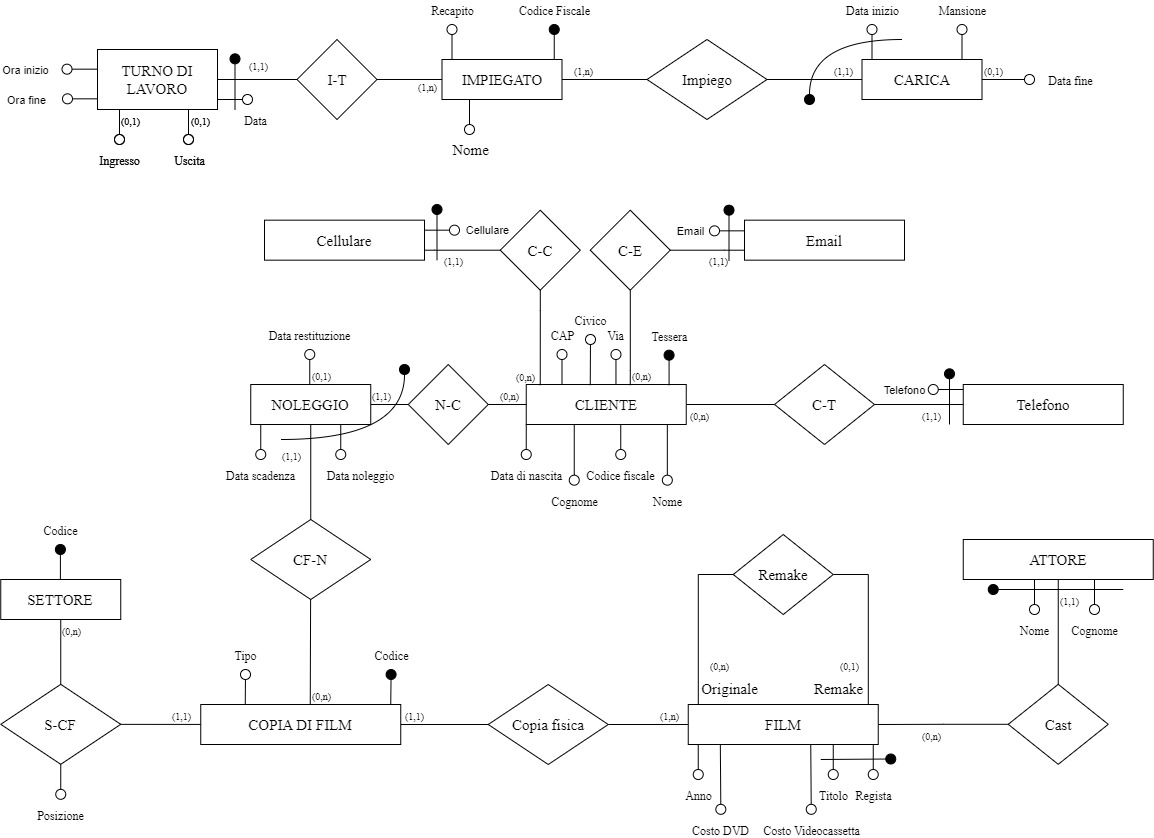 Recapito
Codice Fiscale
Data inizio
Mansione
Ora inizio
Ora fine
TURNO DI
LAVORO
(1,1)
I-T
(1,n)
IMPIEGATO
(1,n)
Impiego
(1,1)
CARICA
(0,1)
Data fine
(0,1)
(0,1)
Data
Ingresso
Uscita
Nome
Cellulare
Cellulare
(1,1)
C-C
C-E
Email
(1,1)
Email
Data restituzione
(0,1)
CAP
Civico
Via
Tessera
(0,n)
(0,n)
NOLEGGIO
(1,1)
N-C
(0,n)
CLIENTE
(0,n)
C-T
Telefono
(1,1)
Telefono
(1,1)
Data scadenza
Data noleggio
Data di nascita
Cognome
Codice fiscale
Nome
Codice
SETTORE
(0,n)
CF-N
Remake
ATTORE
(1,1)
Nome
Cognome
Tipo
Codice
(0,n)
(0,n)
Originale
(0,1)
Remake
S-CF
(1,1)
COPIA DI FILM
(1,1)
Copia fisica
(1,n)
FILM
(0,n)
Cast
Posizione
Anno
Costo DVD
Costo Videocassetta
Titolo
Regista